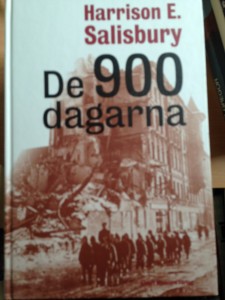 Harrison E.
Salisbury
De 900
dagarna